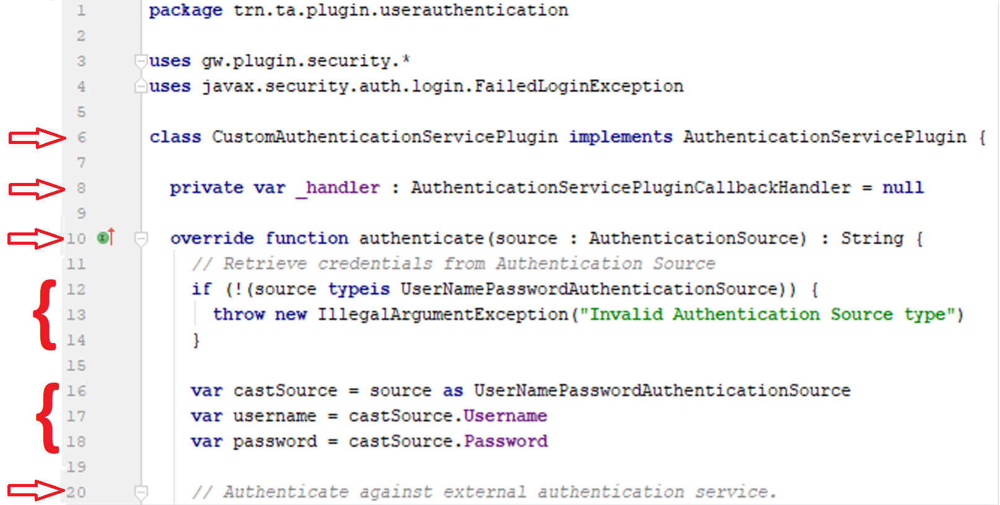 1 package trn.ta.plugin.userauthentication
2
3 uses gw.plugin.security.*
4 uses javax.security.auth.login.FailedLoginException
5
6 class CustomAuthenticationServicePlugin implements AuthenticationServicePlugin {
7
8 private var _handler : AuthenticationServicePluginCallbackHandler = null
9
10 override function authenticate(source : AuthenticationSource) : String {
11 // Retrieve credentials from Authentication Source
12 if (!(source typeis UserNamePasswordAuthenticationSource)) {
13 throw new IllegalArgumentException("Invalid Authentication Source type")
14 }
15
16 var castSource = source as UserNamePasswordAuthenticationSource
17 var username = castSource.Username
18 var password = castSource.Password
19
20 // Authenticate against external authentication service.